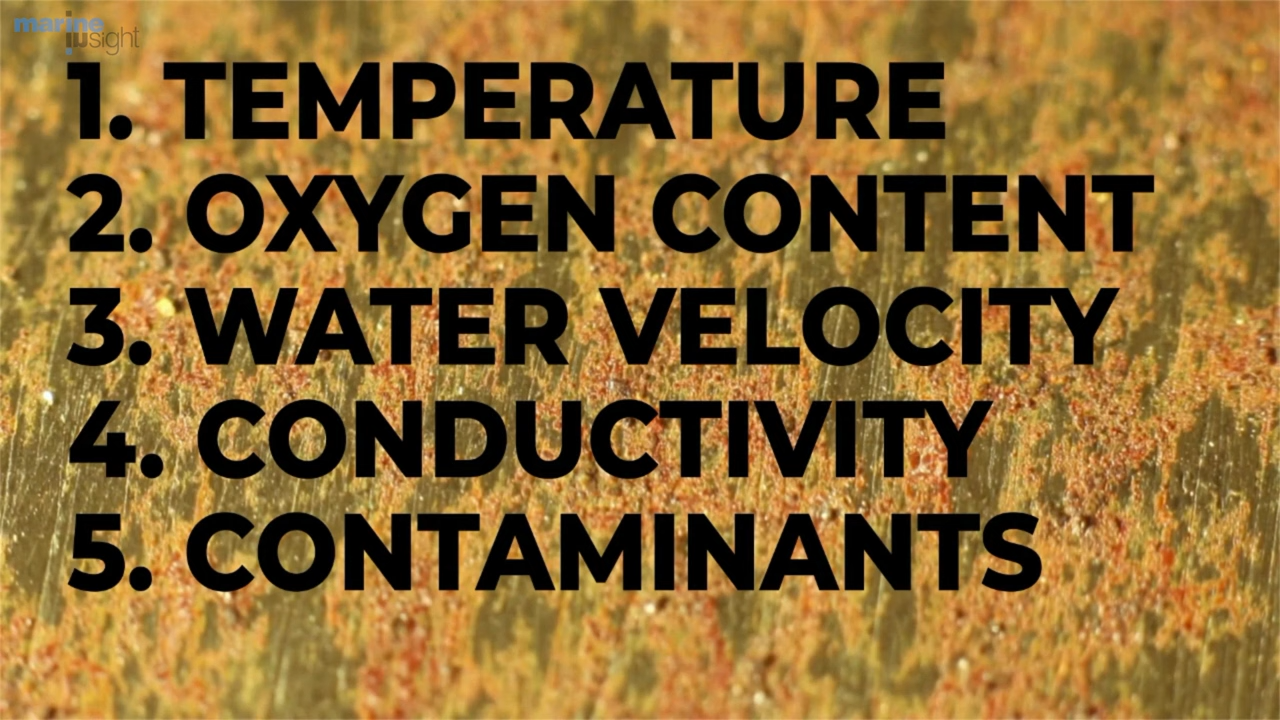 marine
insight
1. TEMPERATURE
2. OXYGEN CONTENT
3. WATER VELOCITY
4. CONDUCTIVITY
5. CONTAMINANTS